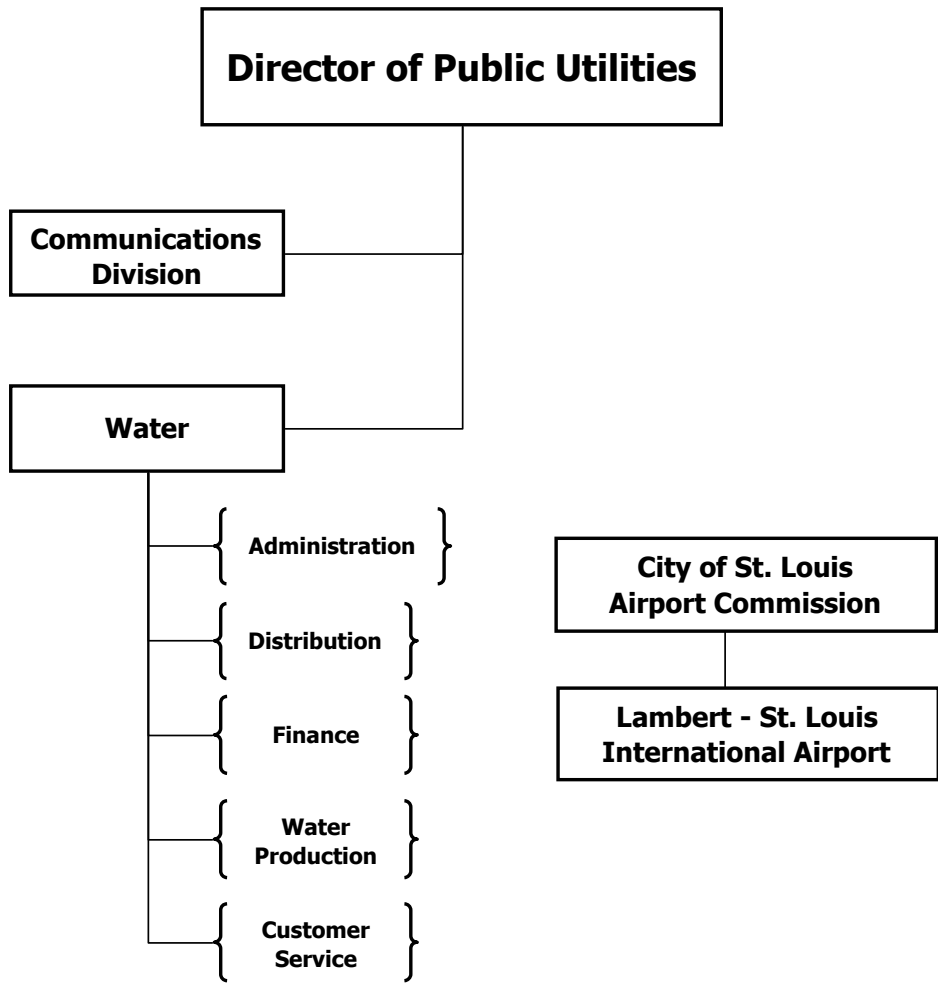 Director of Public Utilities
Communications
Division
Water
Administration
Distribution
Finance
Water
Production
Customer
Service
City of St. Louis
Airport Commission
Lambert - St. Louis
International Airport